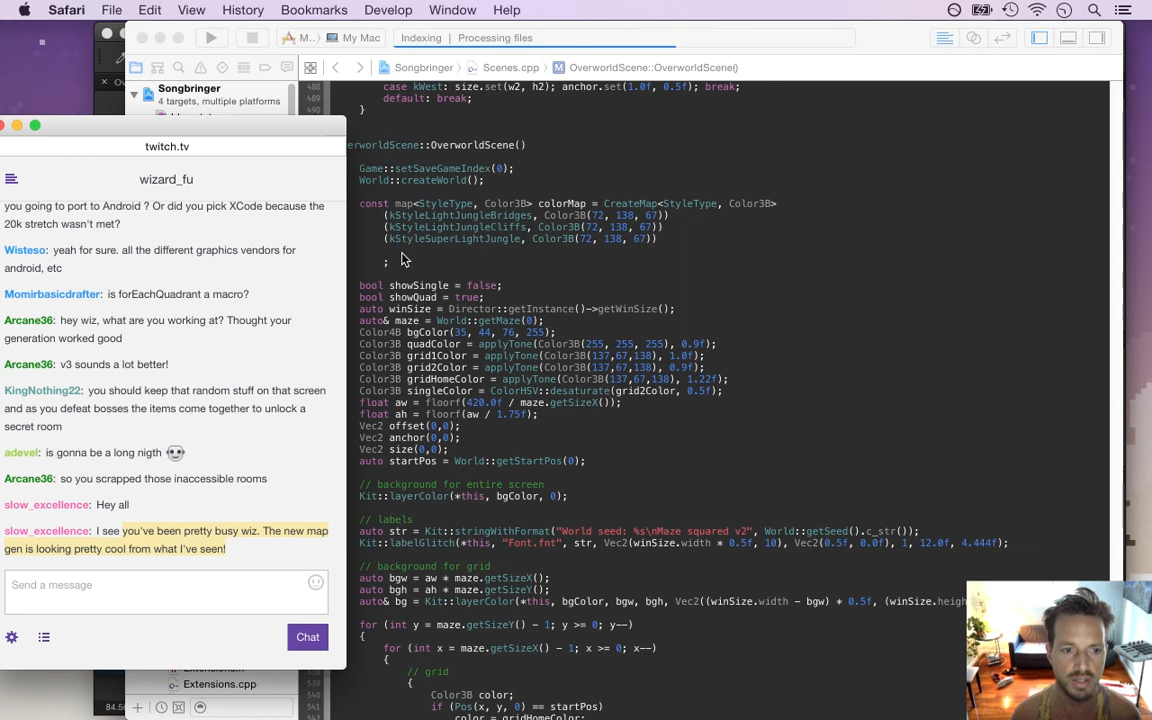 Safari File Edit View History Bookmarks Develop Window Help
M..〉 My Mac Indexing | Processing files
Songbringer 〉 Scenes.cpp 〉 M OverworldScene::OverworldScene()
Songbringer
4 targets, multiple platforms
488 case kWest: size.set(w2, h2); anchor.set(1.0f, 0.5f); break;
489 default: break;
490 }
erworldScene::OverworldScene()
Game::setSaveGameIndex(0);
World::createWorld();
const map<StyleType, Color3B> colorMap = CreateMap<StyleType, Color3B>
(kStyleLightJungleBridges, Color3B(72, 138, 67))
(kStyleLightJungleCliffs, Color3B(72, 138, 67))
(kStyleSuperLightJungle, Color3B(72, 138, 67))
;
bool showSingle = false;
bool showQuad = true;
auto winSize = Director::getInstance()->getWinSize();
auto& maze = World::getMaze(0);
Color4B bgColor(35, 44, 76, 255);
Color3B quadColor = applyTone(Color3B(255, 255, 255), 0.9f);
Color3B grid1Color = applyTone(Color3B(137,67,138), 1.0f);
Color3B grid2Color = applyTone(Color3B(137,67,138), 0.9f);
Color3B gridHomeColor = applyTone(Color3B(137,67,138), 1.22f);
Color3B singleColor = ColorHSV::desaturate(grid2Color, 0.5f);
float aw = floorf(420.0f / maze.getSizeX());
float ah = floorf(aw / 1.75f);
Vec2 offset(0,0);
Vec2 anchor(0,0);
Vec2 size(0,0);
auto startPos = World::getStartPos(0);
// background for entire screen
Kit::layerColor(*this, bgColor, 0);
// labels
auto str = Kit::stringWithFormat("World seed: %s\nMaze squared v2", World::getSeed().c_str());
Kit::labelGlitch(*this, "Font.fnt", str, Vec2(winSize.width * 0.5f, 10), Vec2(0.5f, 0.0f), 1, 12.0f, 4.444f);
// background for grid
auto bgw = aw * maze.getSizeX();
auto bgh = ah * maze.getSizeY();
auto& bg = Kit::layerColor(*this, bgColor, bgw, bgh, Vec2((winSize.width - bgw) * 0.5f, (winSize.heigh
for (int y = maze.getSizeY() - 1; y >= 0; y--)
{
for (int x = maze.getSizeX() - 1; x >= 0; x--)
{
// grid
{
Color3B color;
if (Pos(x, y, 0) == startPos)
color = gridHomeColor;
539
540
541
twitch.tv
wizard_fu
you going to port to Android ? Or did you pick XCode because the
20k stretch wasn't met?
Wisteso: yeah for sure. all the different graphics vendors for
android, etc
Momirbasicdrafter: is forEachQuadrant a macro?
Arcane36: hey wiz, what are you working at? Thought your
generation worked good
Arcane36: v3 sounds a lot better!
KingNothing22: you should keep that random stuff on that screen
and as you defeat bosses the items come together to unlock a
secret room
adevel: is gonna be a long nigth
Arcane36: so you scrapped those inaccessible rooms
slow_excellence: Hey all
slow_excellence: I see you've been pretty busy wiz. The new map
gen is looking pretty cool from what I've seen!
Send a message
Chat
Extensions.cpp
84.50